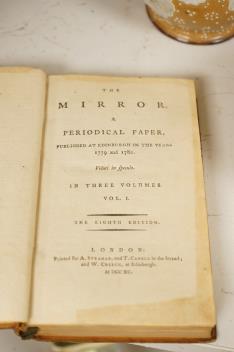 THE
MIRROR.
A
PERIODICAL PAPER,
PUBLISHED AT EDINBURGH IN THE YEARS
1779 and 1780.
Veluti in speculo.
IN THREE VOLUMES.
VOL. I.
THE EIGHTH EDITION.
LONDON:
Printed for A. STRAHAN, and T. CADELL in the Strand;
and W. CREECH, at Edinburgh.
M DCC XC.